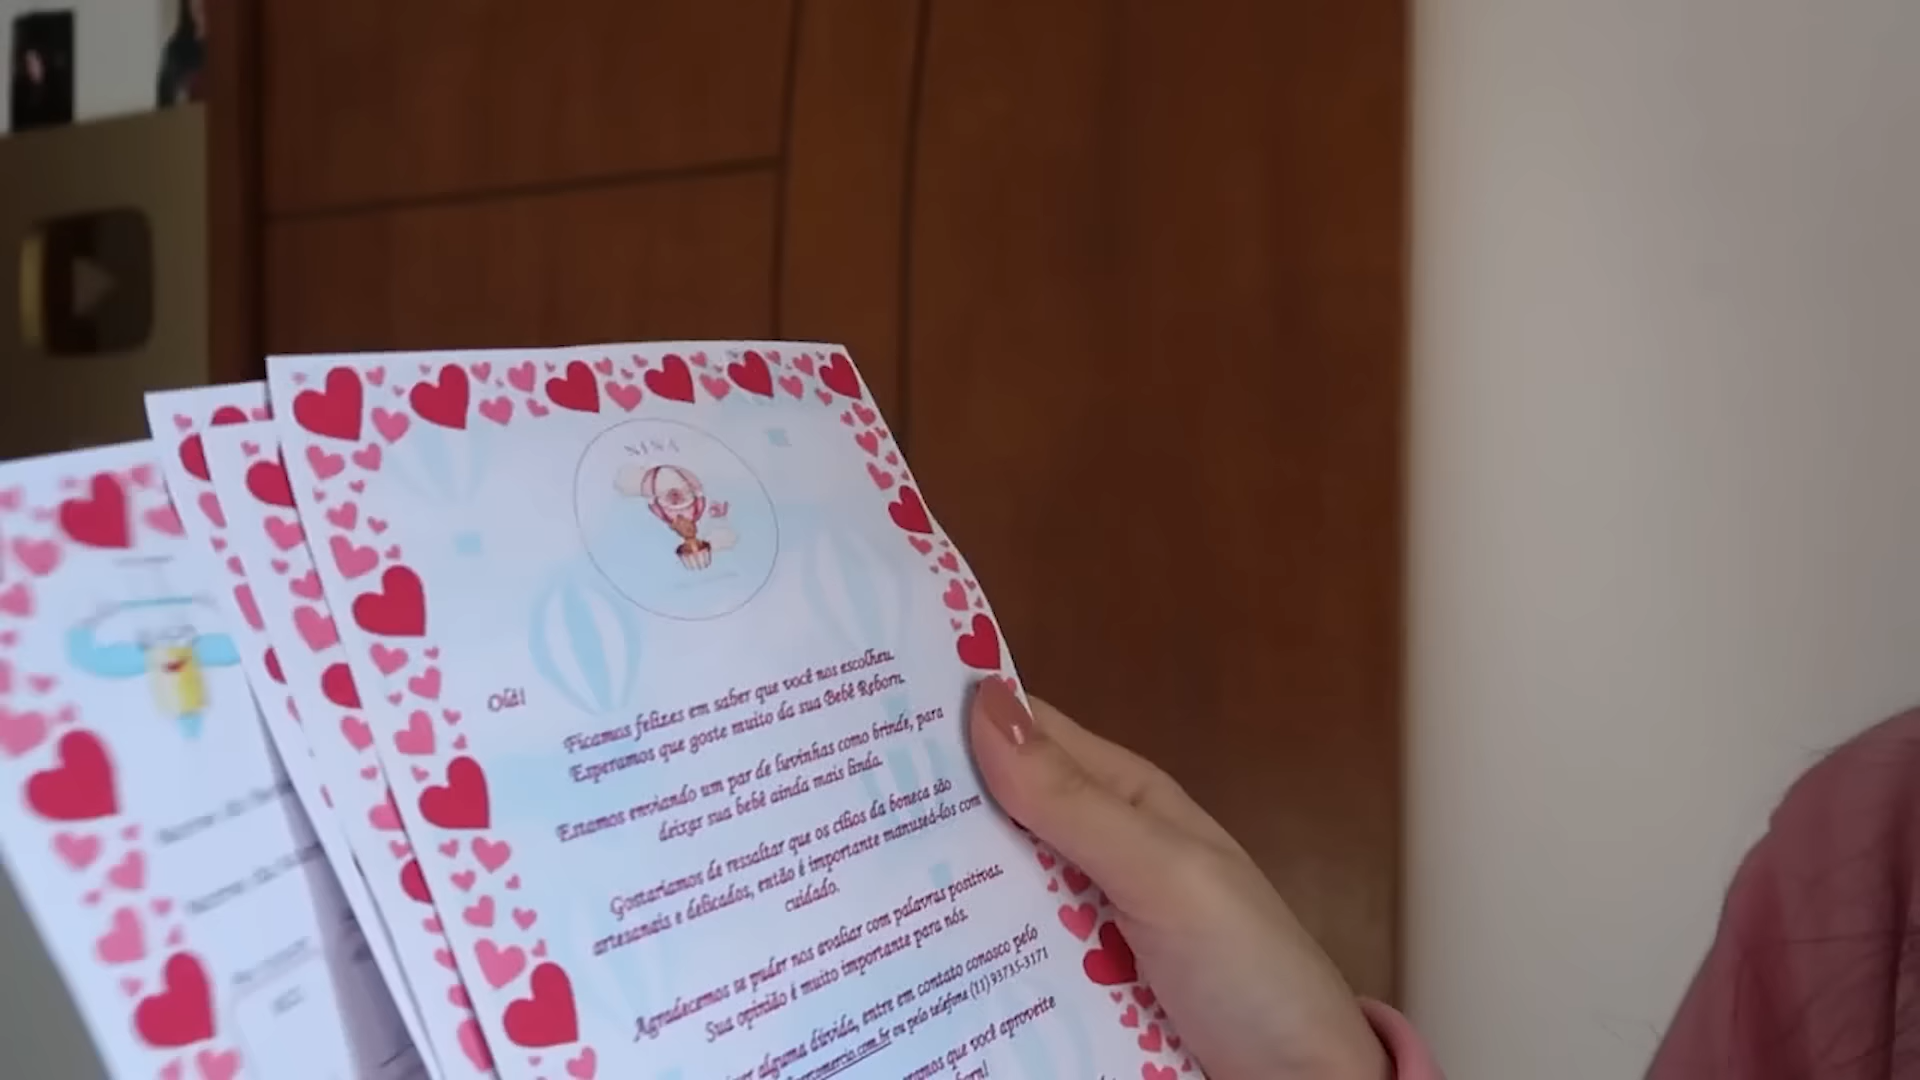 NINA
Olá!
Ficamos felizes em saber que você nos escolheu.
Esperamos que goste muito da sua Bebê Reborn.
Estamos enviando um par de luvinhas como brinde, para
deixar sua bebê ainda mais linda.
Gostaríamos de ressaltar que os cílios da boneca são
artesanais e delicados, então é importante manuseá-los com
cuidado.
Agradecemos se puder nos avaliar com palavras positivas.
Sua opinião é muito importante para nós.
alguma dúvida, entre em contato conosco pelo
comercio.com.br ou pelo telefone (11) 93735-3171
que você aproveite